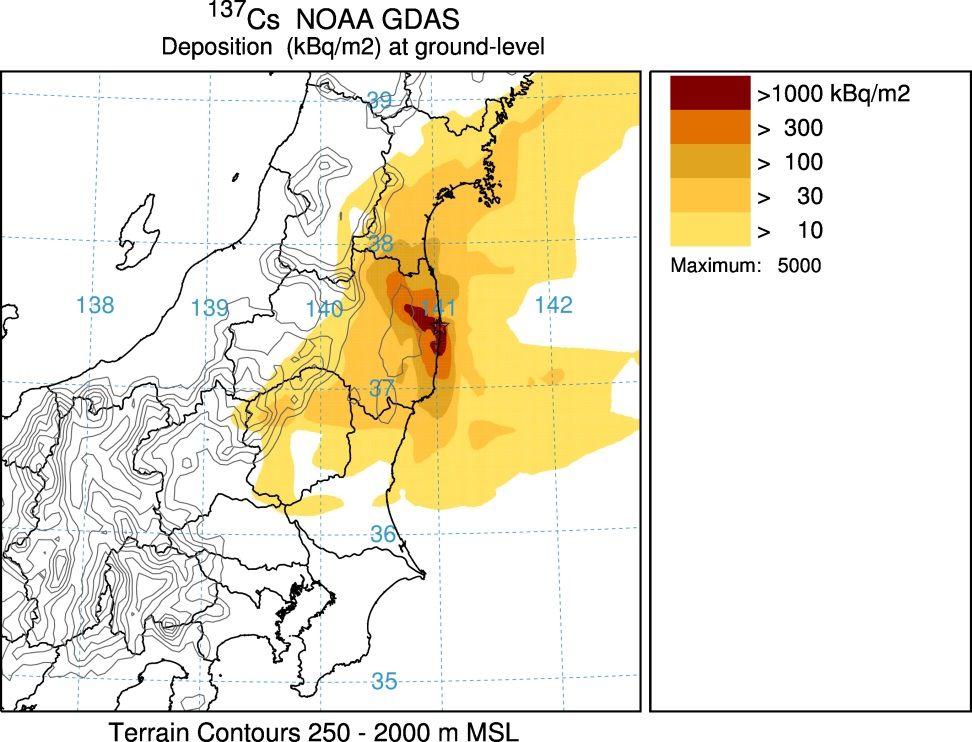 137Cs NOAA GDAS
Deposition (kBq/m2) at ground-level
>1000 kBq/m2
> 300
> 100
> 30
> 10
Maximum: 5000
39
38
138 139 140 141 142
37
36
35
Terrain Contours 250 - 2000 m MSL